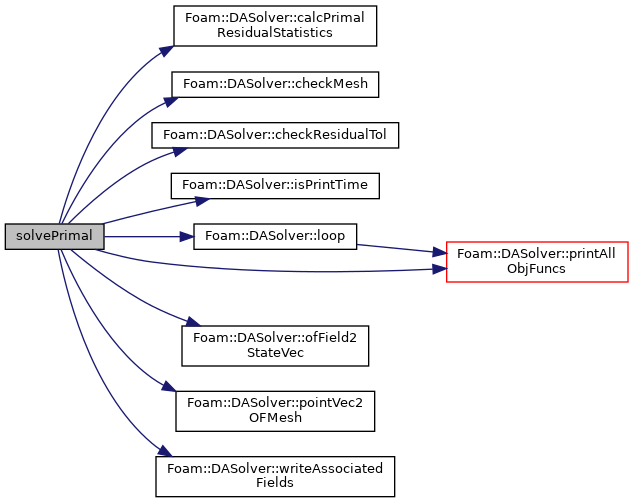 Foam::DASolver::calcPrimal
ResidualStatistics
Foam::DASolver::checkMesh
Foam::DASolver::checkResidualTol
Foam::DASolver::isPrintTime
solvePrimal
Foam::DASolver::loop
Foam::DASolver::printAll
ObjFuncs
Foam::DASolver::ofField2
StateVec
Foam::DASolver::pointVec2
OFMesh
Foam::DASolver::writeAssociated
Fields